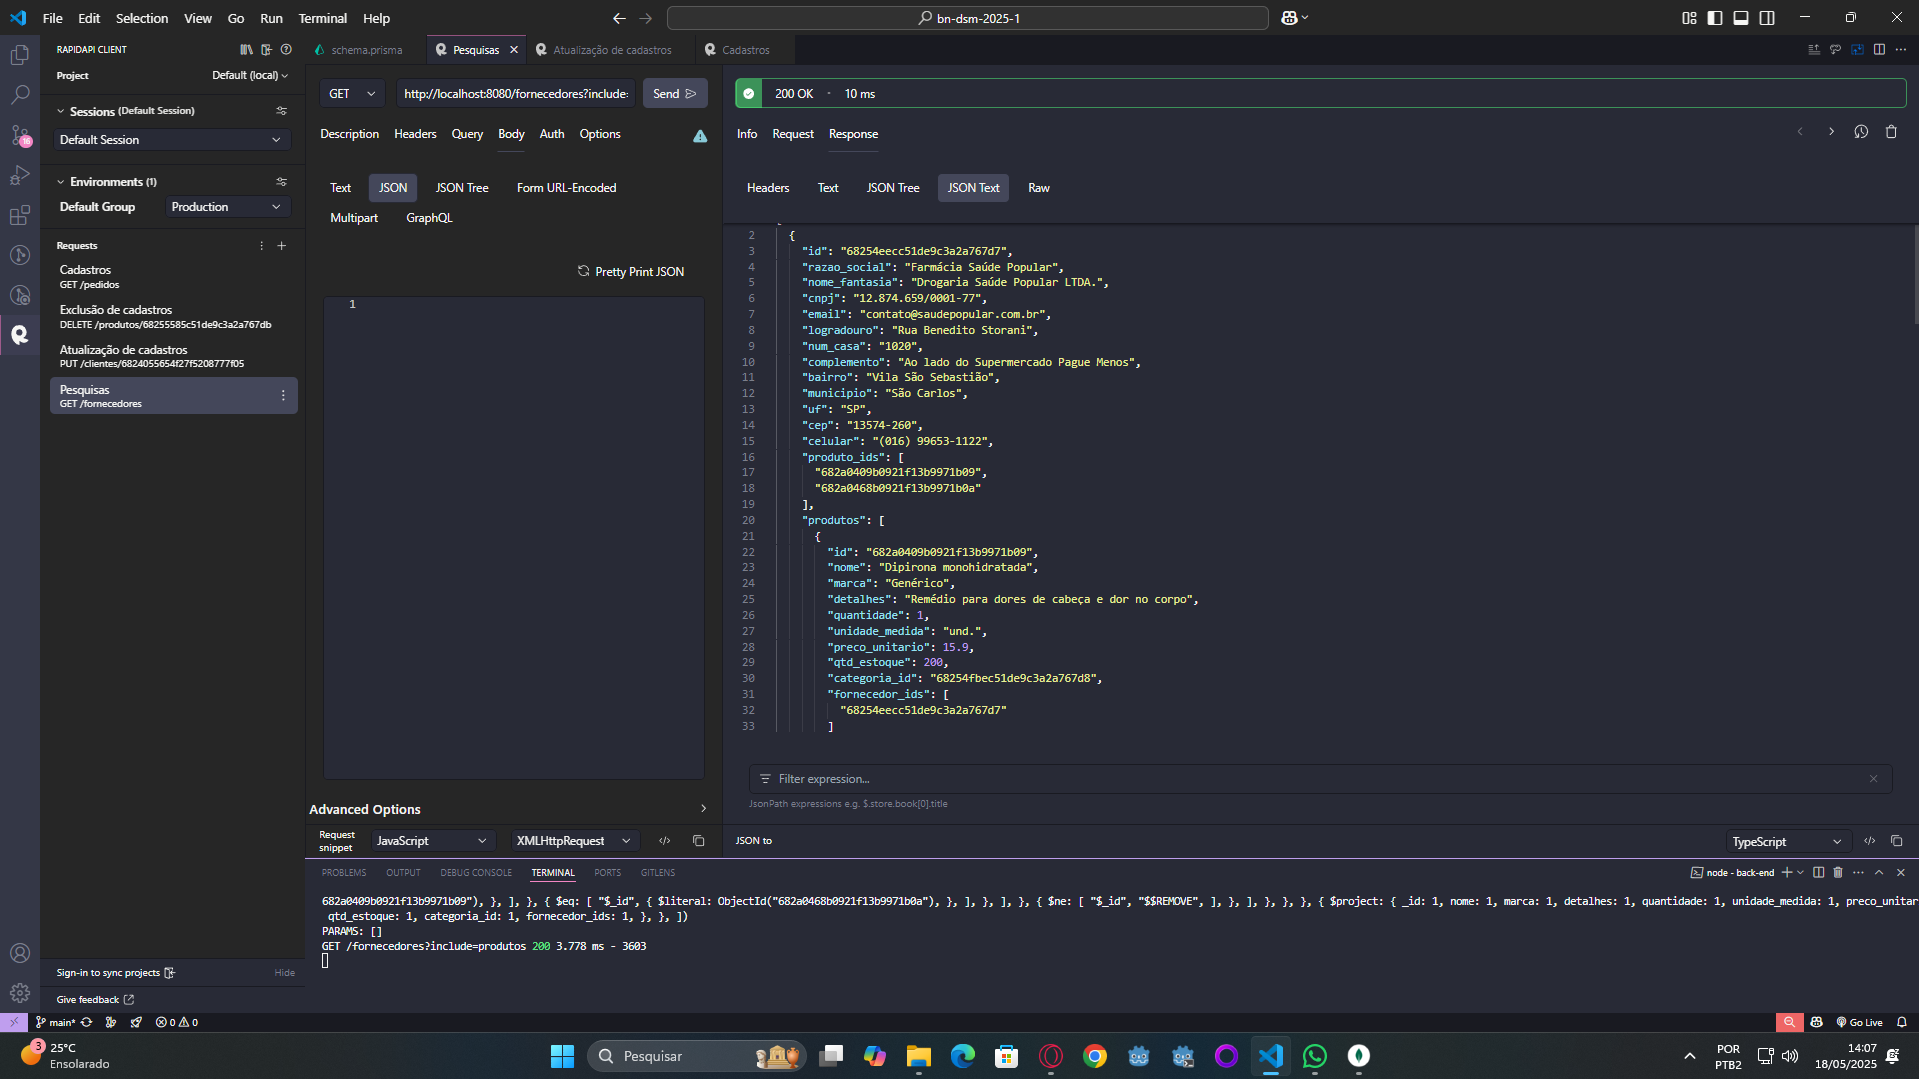 File Edit Selection View Go Run Terminal Help
bn-dsm-2025-1
RAPIDAPI CLIENT
Project
Default (local)
Sessions (Default Session)
Default Session
Environments (1)
Default Group
Production
Requests
Cadastros
GET /pedidos
Exclusão de cadastros
DELETE /produtos/68255585c51de9c3a2a767db
Atualização de cadastros
PUT /clientes/6824055654f27f5208777f05
Pesquisas
GET /fornecedores
Sign-in to sync projects
Hide
Give feedback
schema.prisma
Pesquisas
Atualização de cadastros
Cadastros
GET
http://localhost:8080/fornecedores?include=
Send
Description Headers Query Body Auth Options
Text JSON JSON Tree Form URL-Encoded
Multipart GraphQL
Pretty Print JSON
1
Advanced Options
Request snippet
JavaScript
XMLHttpRequest
200 OK
10 ms
Info Request Response
Headers Text JSON Tree JSON Text Raw
2 {
3 "id": "68254eecc51de9c3a2a767d7",
4 "razao_social": "Farmácia Saúde Popular",
5 "nome_fantasia": "Drogaria Saúde Popular LTDA.",
6 "cnpj": "12.874.659/0001-77",
7 "email": "contato@saudepopular.com.br",
8 "logradouro": "Rua Benedito Storani",
9 "num_casa": "1020",
10 "complemento": "Ao lado do Supermercado Pague Menos",
11 "bairro": "Vila São Sebastião",
12 "municipio": "São Carlos",
13 "uf": "SP",
14 "cep": "13574-260",
15 "celular": "(016) 99653-1122",
16 "produto_ids": [
17 "682a0409b0921f13b9971b09",
18 "682a0468b0921f13b9971b0a"
19 ],
20 "produtos": [
21 {
22 "id": "682a0409b0921f13b9971b09",
23 "nome": "Dipirona monohidratada",
24 "marca": "Genérico",
25 "detalhes": "Remédio para dores de cabeça e dor no corpo",
26 "quantidade": 1,
27 "unidade_medida": "und.",
28 "preco_unitario": 15.9,
29 "qtd_estoque": 200,
30 "categoria_id": "68254fbec51de9c3a2a767d8",
31 "fornecedor_ids": [
32 "68254eecc51de9c3a2a767d7"
33 ]
Filter expression...
JsonPath expressions e.g. $.store.book[0].title
JSON to
TypeScript
PROBLEMS OUTPUT DEBUG CONSOLE TERMINAL PORTS GITLENS
node - back-end
682a0409b0921f13b9971b09"), }, ], }, { $eq: [ "$_id", { $literal: ObjectId("682a0468b0921f13b9971b0a"), }, ], }, ], }, { $ne: [ "$_id", "$$REMOVE", ], }, ], }, }, }, { $project: { _id: 1, nome: 1, marca: 1, detalhes: 1, quantidade: 1, unidade_medida: 1, preco_unitar
qtd_estoque: 1, categoria_id: 1, fornecedor_ids: 1, }, }, ])
PARAMS: []
GET /fornecedores?include=produtos 200 3.778 ms - 3603
main*
0 0
Go Live
3
25°C
Ensolarado
Pesquisar
POR
PTB2
14:07
18/05/2025